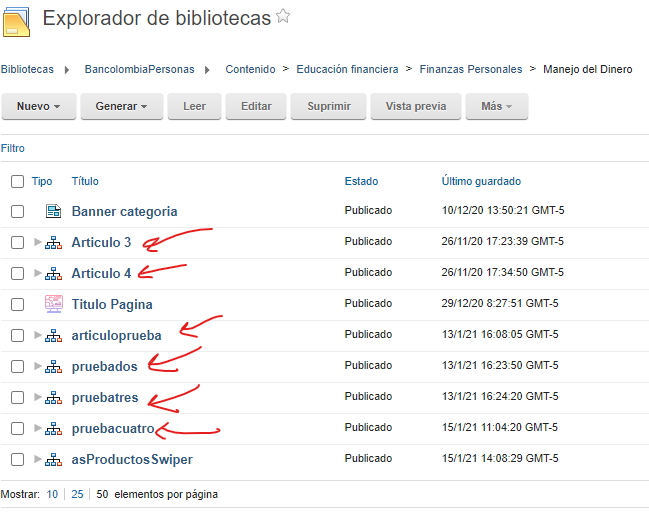 Explorador de bibliotecas
Bibliotecas BancolombiaPersonas Contenido > Educación financiera > Finanzas Personales > Manejo del Dinero
Nuevo Generar Leer Editar Suprimir Vista previa Más
Filtro
Tipo Título Estado Último guardado
Banner categoria Publicado 10/12/20 13:50:21 GMT-5
Articulo 3 Publicado 26/11/20 17:23:39 GMT-5
Articulo 4 Publicado 26/11/20 17:34:50 GMT-5
Titulo Pagina Publicado 29/12/20 8:27:51 GMT-5
articuloprueba Publicado 13/1/21 16:08:05 GMT-5
pruebados Publicado 13/1/21 16:23:50 GMT-5
pruebatres Publicado 13/1/21 16:24:20 GMT-5
pruebacuatro Publicado 15/1/21 11:04:20 GMT-5
asProductosSwiper Publicado 15/1/21 14:08:29 GMT-5
Mostrar: 10 | 25 | 50 elementos por página